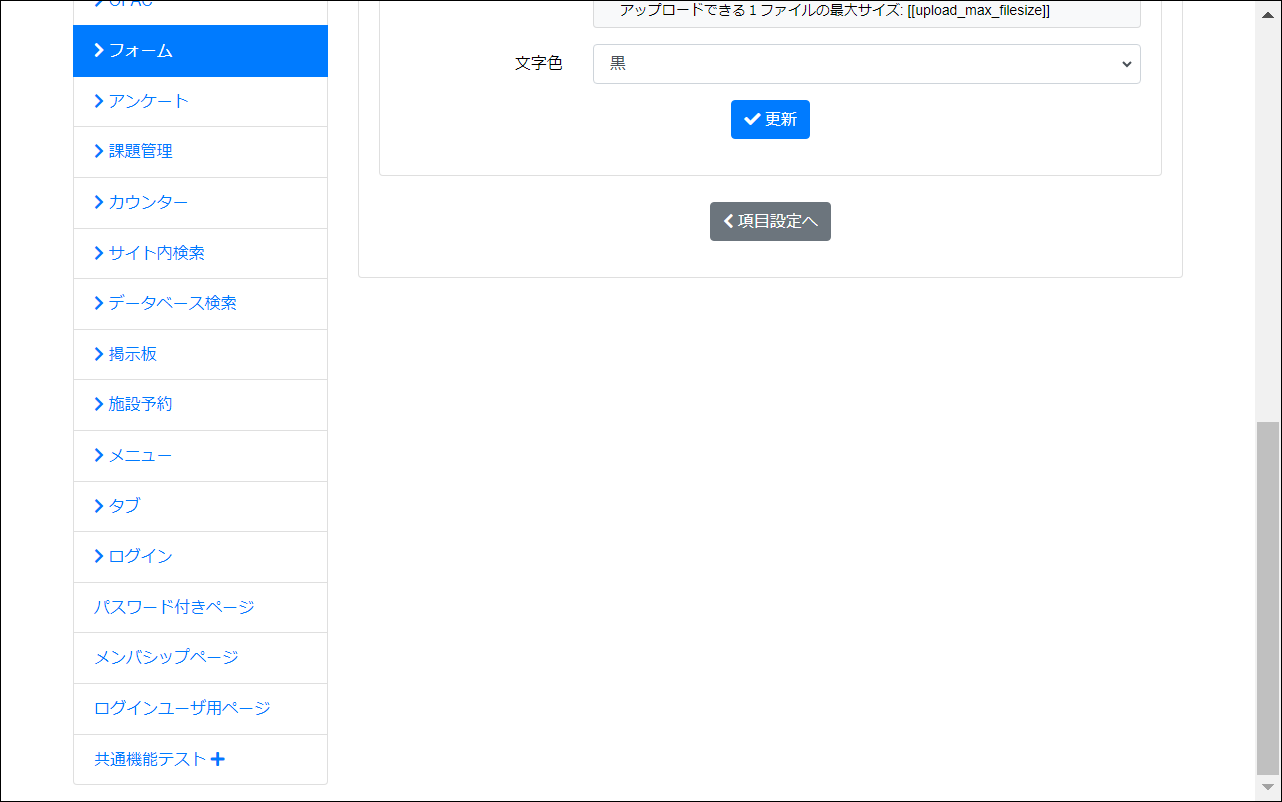 OPAC
フォーム
アンケート
課題管理
カウンター
サイト内検索
データベース検索
掲示板
施設予約
メニュー
タブ
ログイン
パスワード付きページ
メンバシップページ
ログインユーザ用ページ
共通機能テスト
アップロードできる１ファイルの最大サイズ: [[upload_max_filesize]]
文字色
黒
更新
項目設定へ